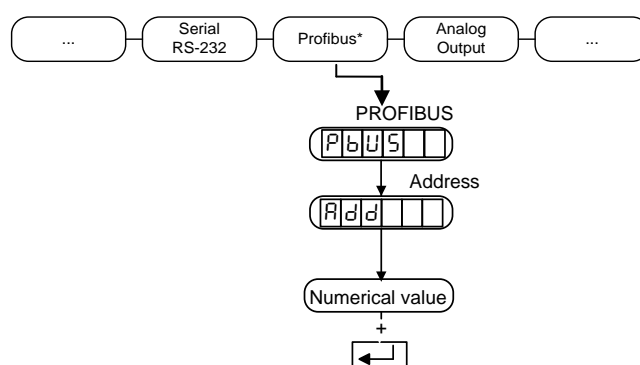 ...
Serial
RS-232
Profibus*
Analog
Output
...
PROFIBUS
PbUS
Address
Add
Numerical value
+